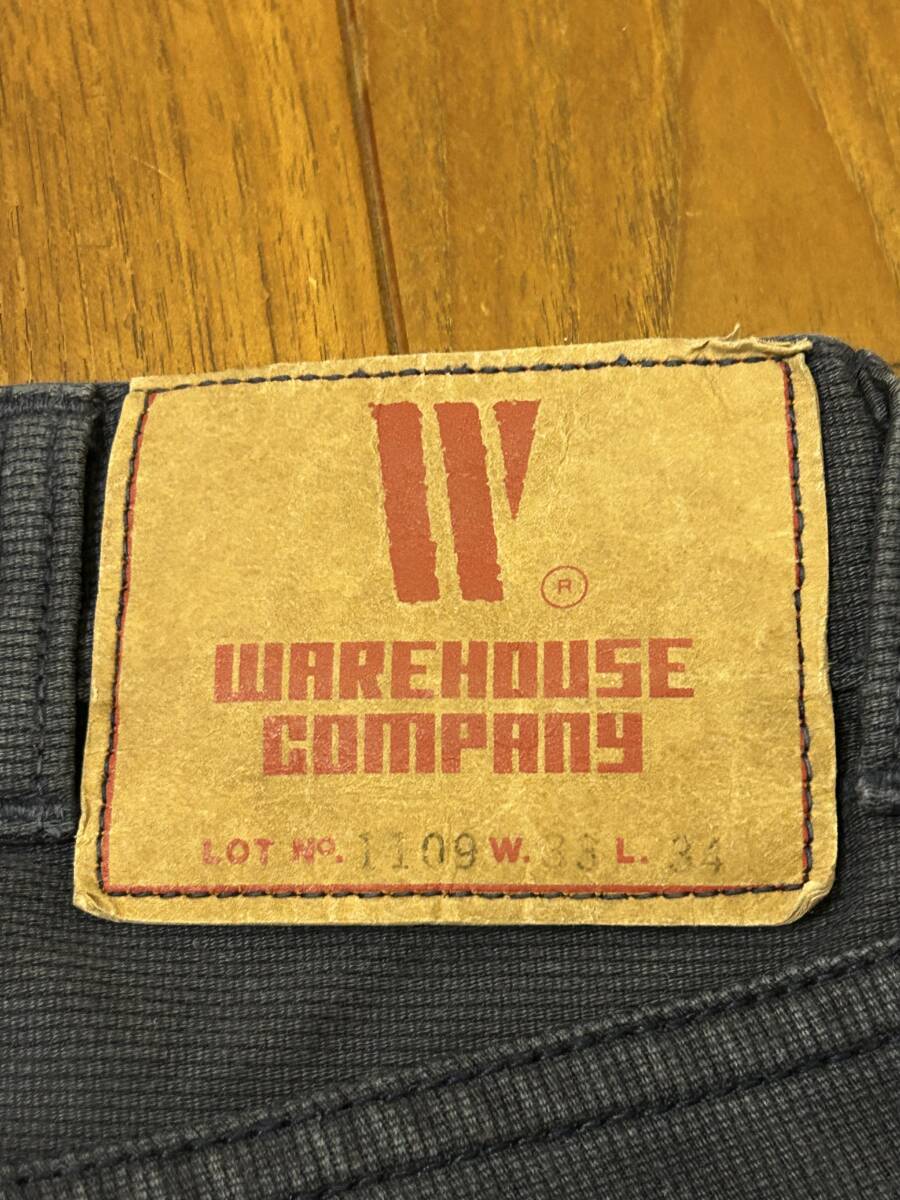 W ®
WAREHOUSE
COMPANY
LOT No. 1109 W. 33 L. 34